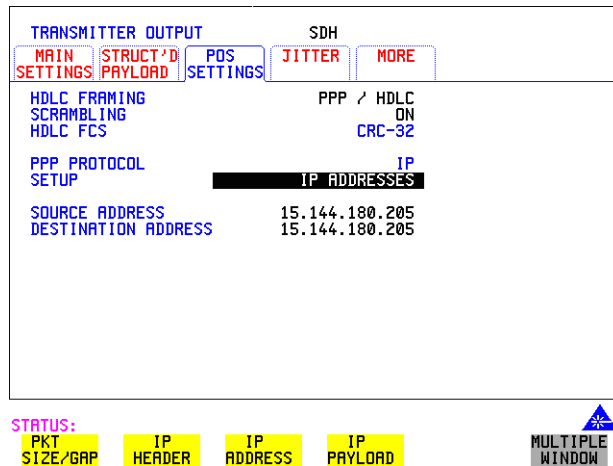 TRANSMITTER OUTPUT SDH
MAIN SETTINGS
STRUCT'D PAYLOAD
POS SETTINGS
JITTER
MORE
HDLC FRAMING PPP / HDLC
SCRAMBLING ON
HDLC FCS CRC-32
PPP PROTOCOL IP
SETUP IP ADDRESSES
SOURCE ADDRESS 15.144.180.205
DESTINATION ADDRESS 15.144.180.205
STATUS:
PKT SIZE/GAP
IP HEADER
IP ADDRESS
IP PAYLOAD
MULTIPLE WINDOW